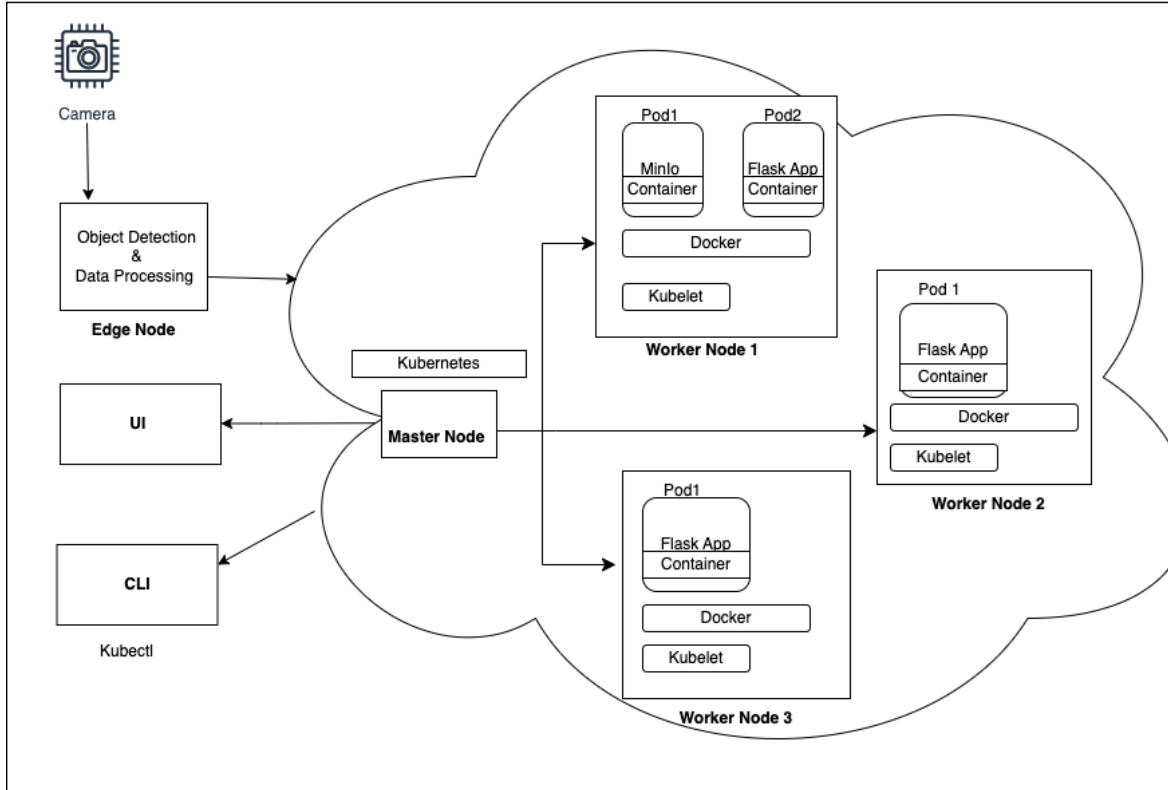 Camera
Object Detection
&
Data Processing
Edge Node
UI
CLI
Kubectl
Kubernetes
Master Node
Pod1
MinIo
Container
Pod2
Flask App
Container
Docker
Kubelet
Worker Node 1
Pod 1
Flask App
Container
Docker
Kubelet
Worker Node 2
Pod1
Flask App
Container
Docker
Kubelet
Worker Node 3